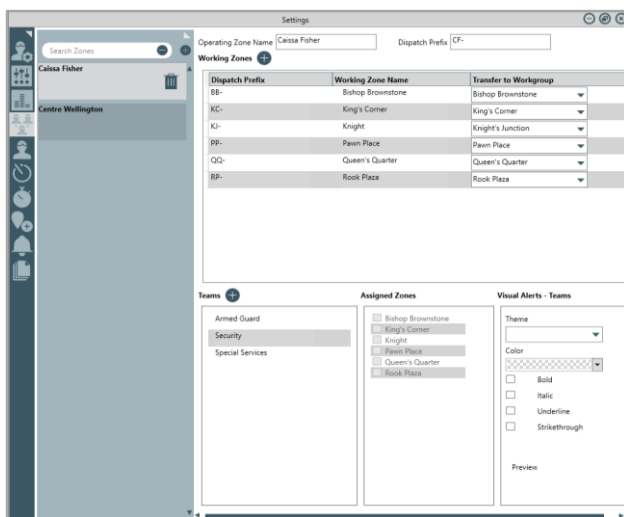 Settings
Search Zones
Caissa Fisher
Centre Wellington
Operating Zone Name Caissa Fisher Dispatch Prefix CF-
Working Zones
Dispatch Prefix Working Zone Name Transfer to Workgroup
BB- Bishop Brownstone Bishop Brownstone
KC- King's Corner King's Corner
KJ- Knight Knight's Junction
PP- Pawn Place Pawn Place
QQ- Queen's Quarter Queen's Quarter
RP- Rook Plaza Rook Plaza
Teams
Armed Guard
Security
Special Services
Assigned Zones
Bishop Brownstone
King's Corner
Knight
Pawn Place
Queen's Quarter
Rook Plaza
Visual Alerts - Teams
Theme
Color
Bold
Italic
Underline
Strikethrough
Preview